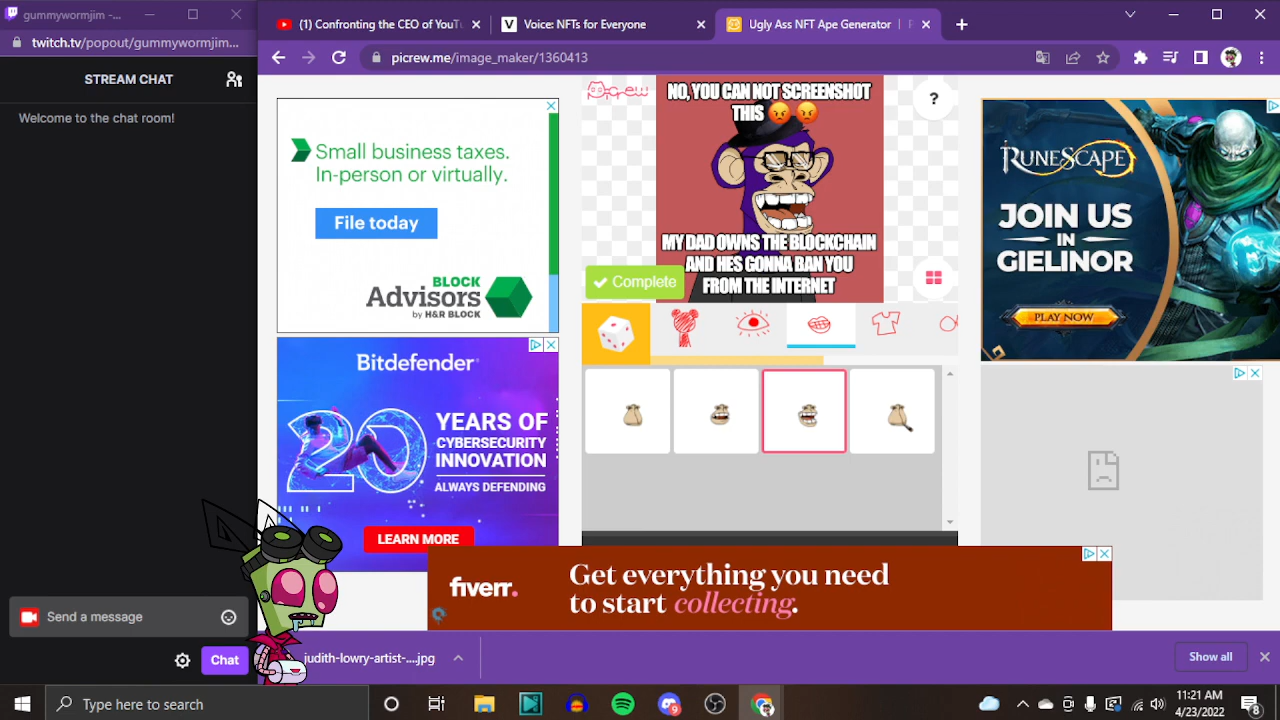 gummywormjim -
twitch.tv/popout/gummywormjim...
STREAM CHAT
Welcome to the chat room!
Send a message
Chat
(1) Confronting the CEO of YouTu
Voice: NFTs for Everyone
Ugly Ass NFT Ape Generator | P
picrew.me/image_maker/1360413
Small business taxes.
In-person or virtually.
File today
BLOCK
Advisors
by H&R BLOCK
Bitdefender
20 YEARS OF
CYBERSECURITY
INNOVATION
ALWAYS DEFENDING
LEARN MORE
Picrew
NO, YOU CAN NOT SCREENSHOT
THIS 😡😡
MY DAD OWNS THE BLOCKCHAIN
AND HES GONNA BAN YOU
FROM THE INTERNET
Complete
?
RUNESCAPE
JOIN US
IN
GIELINOR
PLAY NOW
fiverr.
Get everything you need
to start collecting.
judith-lowry-artist-....jpg
Show all
Type here to search
9
11:21 AM
4/23/2022
8